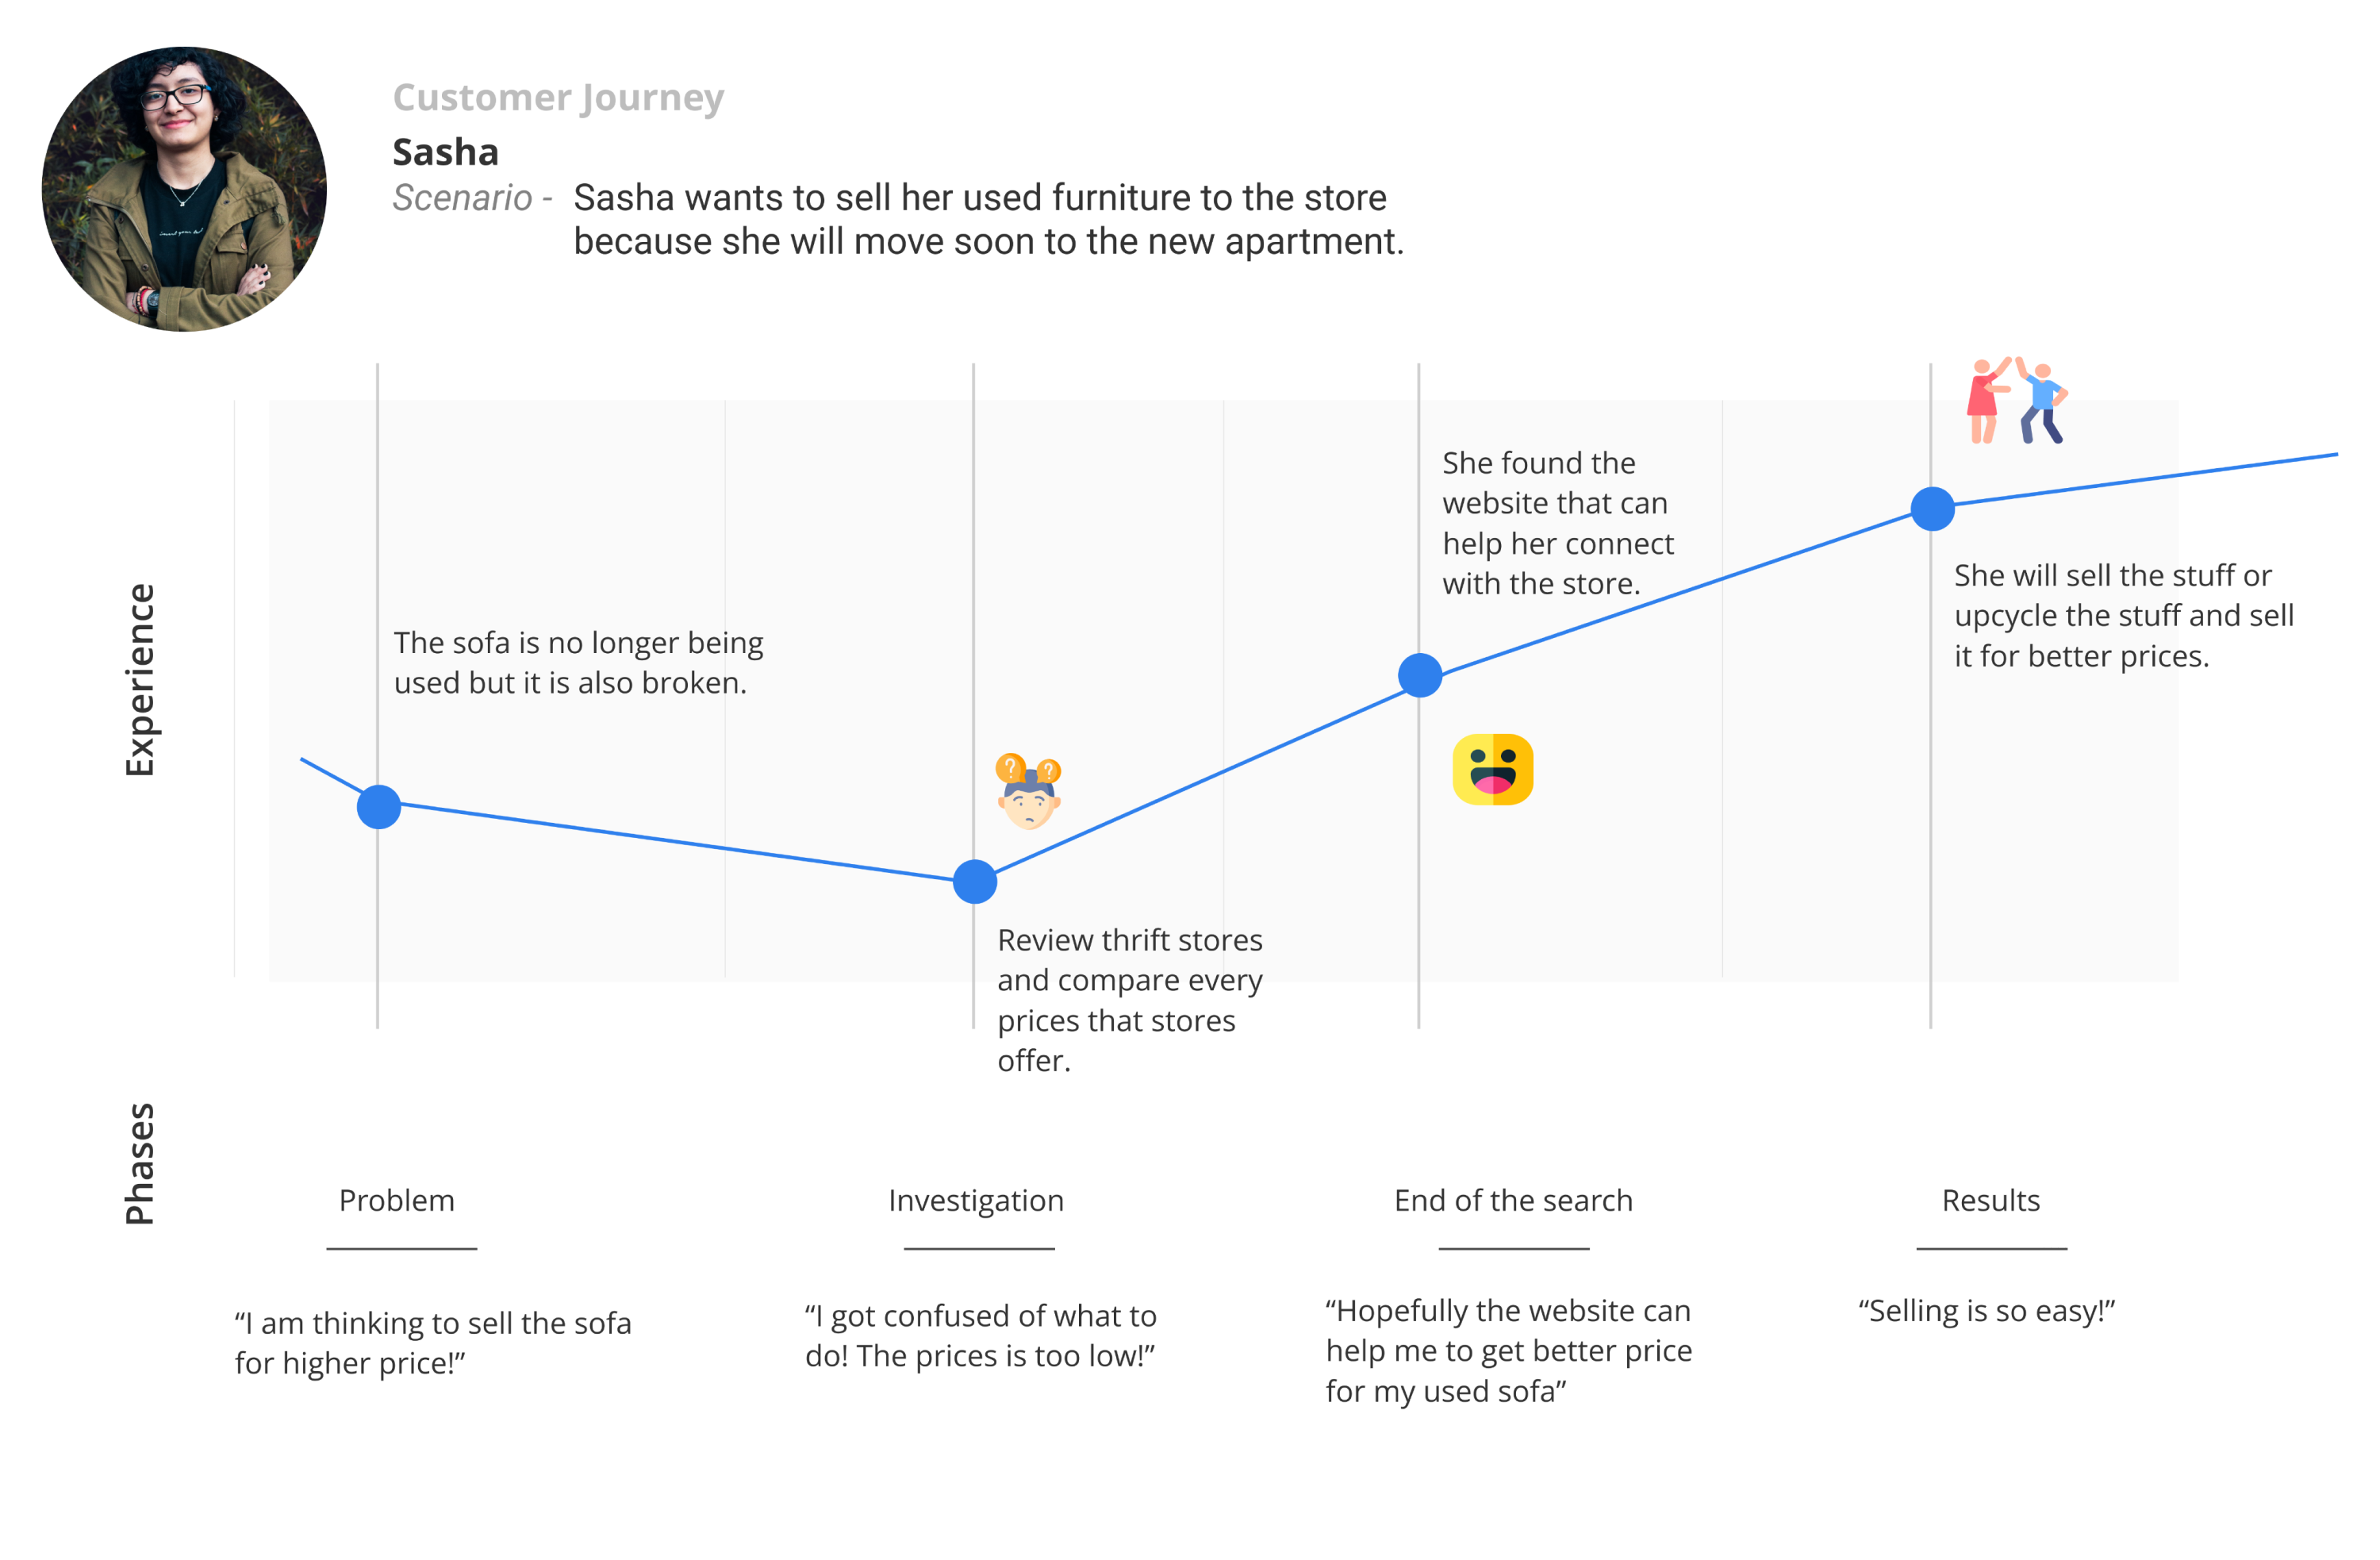 Customer Journey
Sasha
Scenario - Sasha wants to sell her used furniture to the store
because she will move soon to the new apartment.
Experience
The sofa is no longer being
used but it is also broken.
Review thrift stores
and compare every
prices that stores
offer.
She found the
website that can
help her connect
with the store.
She will sell the stuff or
upcycle the stuff and sell
it for better prices.
? ?
Phases
Problem
“I am thinking to sell the sofa
for higher price!”
Investigation
“I got confused of what to
do! The prices is too low!”
End of the search
“Hopefully the website can
help me to get better price
for my used sofa”
Results
“Selling is so easy!”